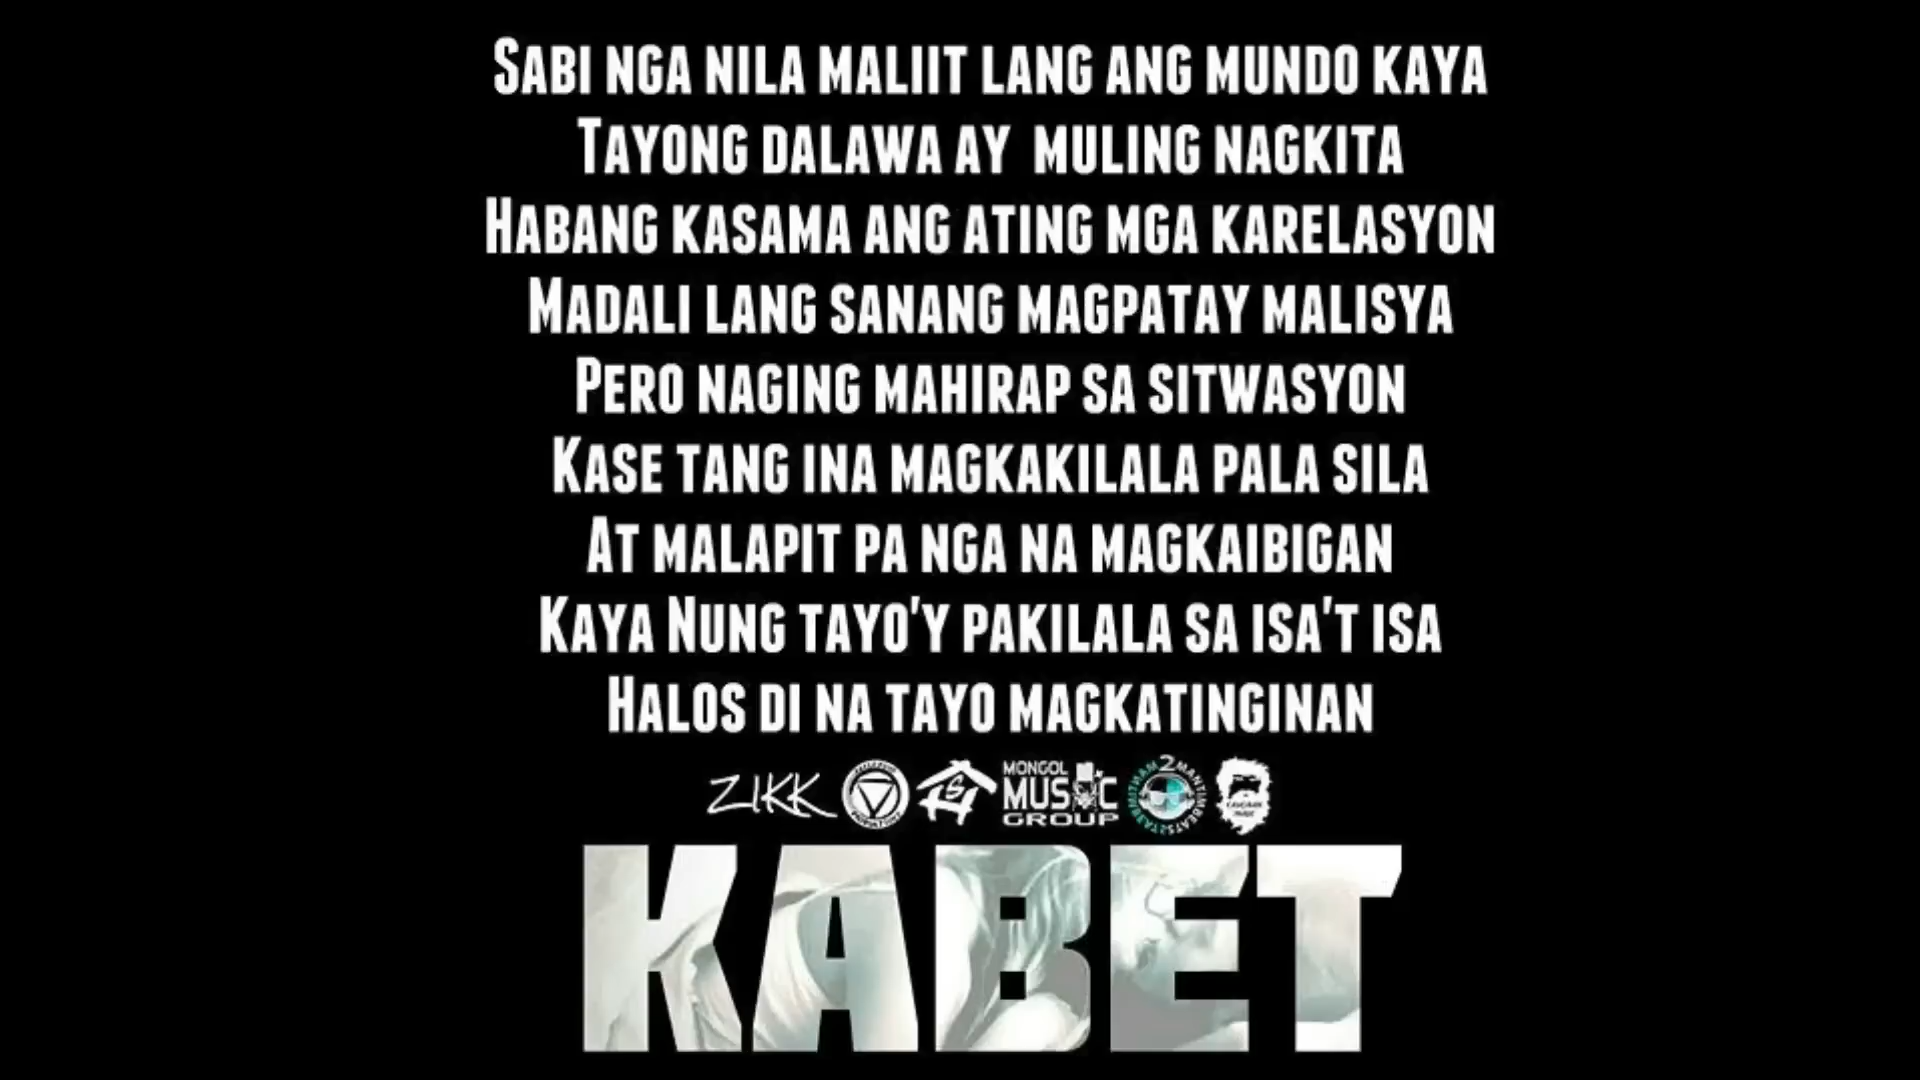 Sabi nga nila maliit lang ang mundo kaya
Tayong dalawa ay muling nagkita
Habang kasama ang ating mga karelasyon
Madali lang sanang magpatay malisya
Pero naging mahirap sa sitwasyon
Kase tang ina magkakilala pala sila
At malapit pa nga na magkaibigan
Kaya Nung tayo'y pakilala sa isa't isa
Halos di na tayo magkatinginan
ZIKK
MONGOL
MUSIC
GROUP
KABET